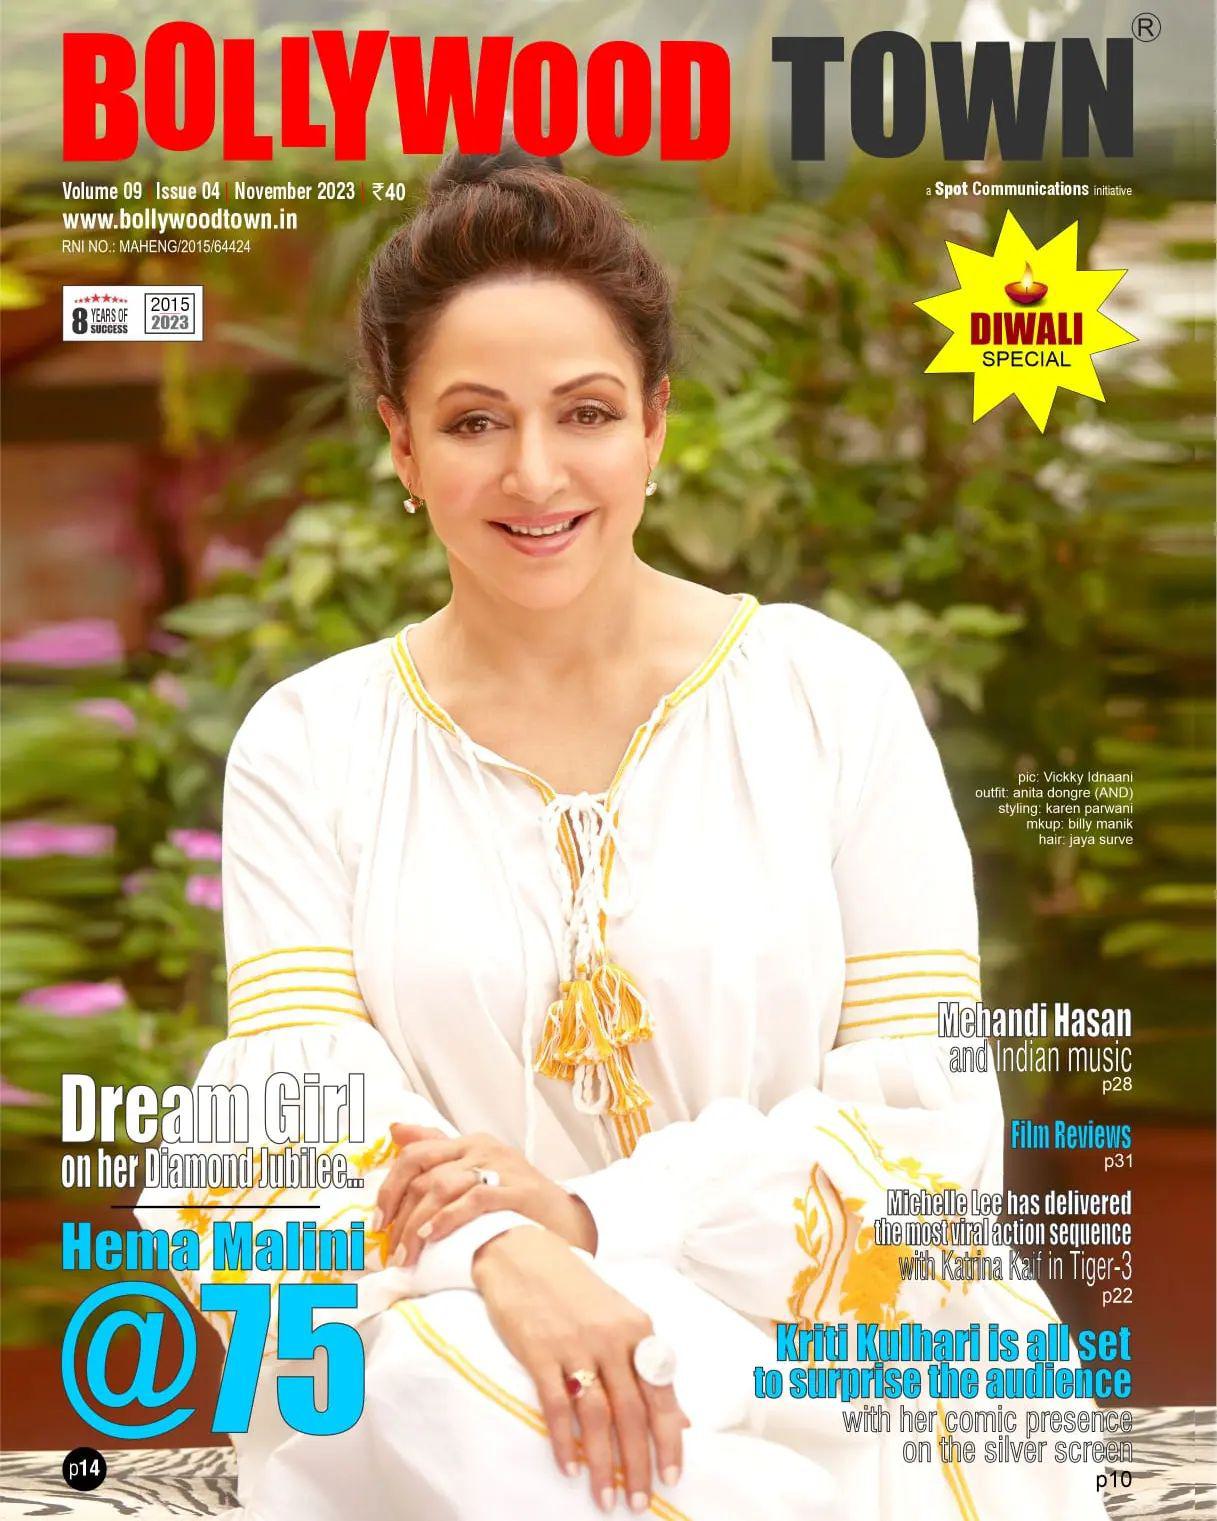 BOLLYWOOD TOWN®
Volume 09 | Issue 04 | November 2023 | ₹40
www.bollywoodtown.in
RNI NO.: MAHENG/2015/64424
8 YEARS OF SUCCESS 2015 2023
a Spot Communications initiative
DIWALI
SPECIAL
pic: Vickky Idnaani
outfit: anita dongre (AND)
styling: karen parwani
mkup: billy manik
hair: jaya surve
Mehandi Hasan
and Indian music
p28
Film Reviews
p31
Michelle Lee has delivered
the most viral action sequence
with Katrina Kaif in Tiger-3
p22
Kriti Kulhari is all set
to surprise the audience
with her comic presence
on the silver screen
p10
Dream Girl
on her Diamond Jubilee...
Hema Malini
@75
p14